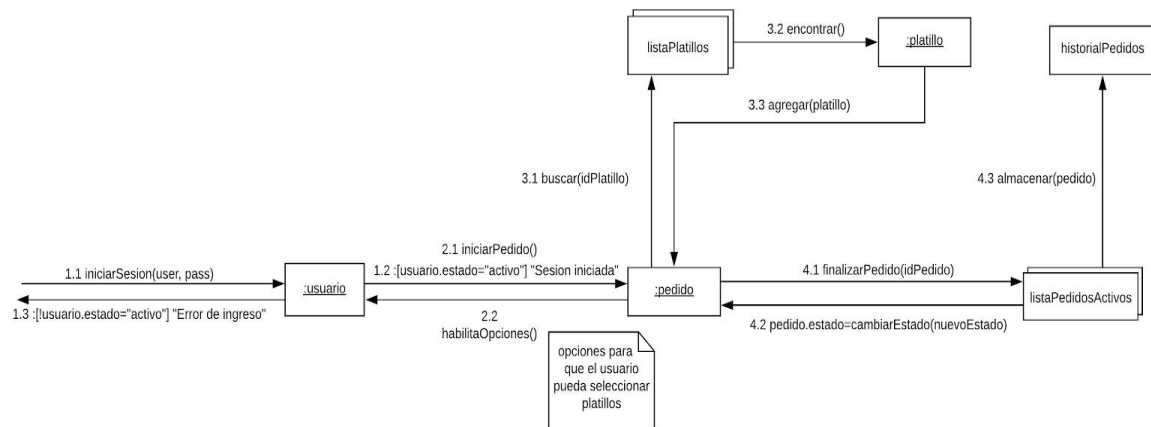 listaPlatillos
3.2 encontrar()
:platillo
historialPedidos
3.3 agregar(platillo)
3.1 buscar(idPlatillo)
4.3 almacenar(pedido)
2.1 iniciarPedido()
1.1 iniciarSesion(user, pass)
1.2 :[usuario.estado="activo"] "Sesion iniciada"
4.1 finalizarPedido(idPedido)
:usuario
:pedido
listaPedidosActivos
1.3 :[!usuario.estado="activo"] "Error de ingreso"
2.2
habilitaOpciones()
4.2 pedido.estado=cambiarEstado(nuevoEstado)
opciones para
que el usuario
pueda seleccionar
platillos